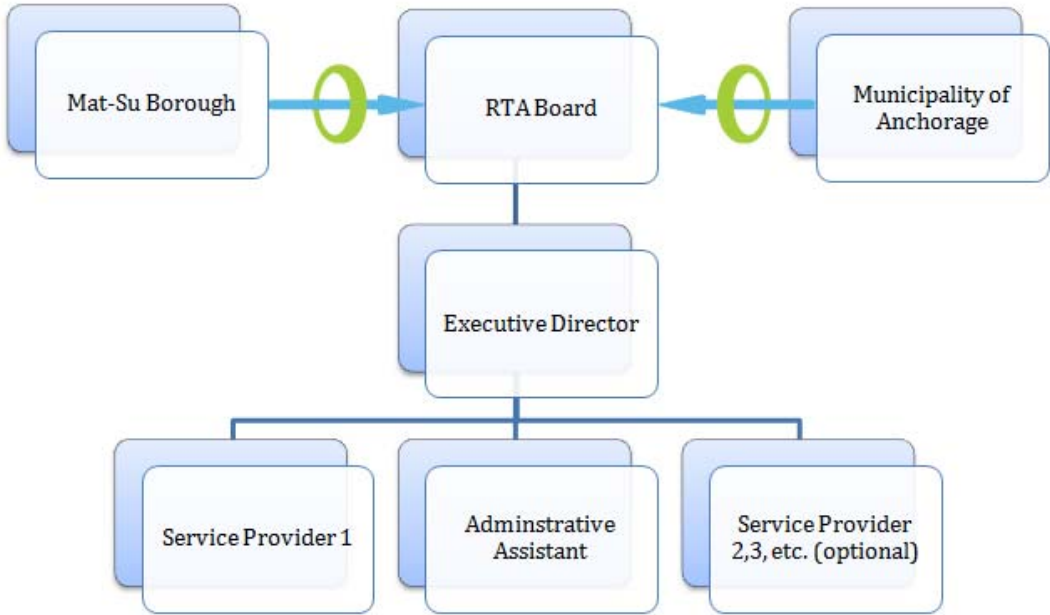 Mat-Su Borough
RTA Board
Municipality of
Anchorage
Executive Director
Service Provider 1
Adminstrative
Assistant
Service Provider
2,3, etc. (optional)